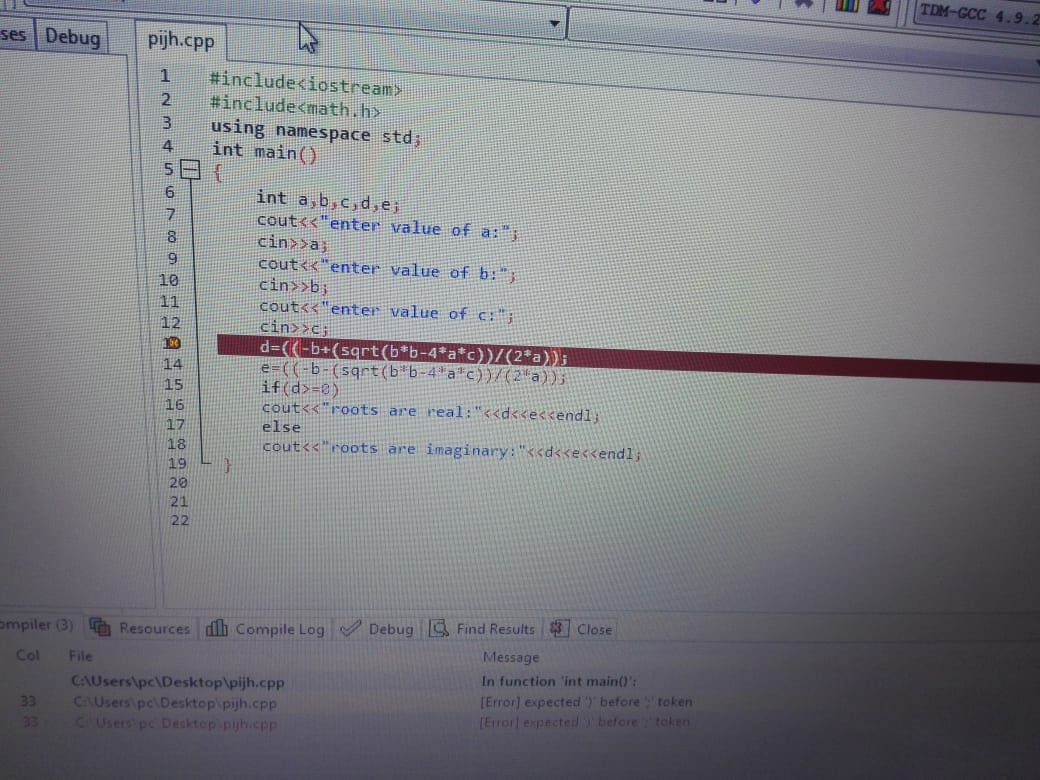 TDM-GCC 4.9.2
ses Debug pijh.cpp
1 #include<iostream>
2 #include<math.h>
3 using namespace std;
4 int main()
5 {
6 int a,b,c,d,e;
7 cout<<"enter value of a:";
8 cin>>a;
9 cout<<"enter value of b:";
10 cin>>b;
11 cout<<"enter value of c:";
12 cin>>c;
d=((-b+(sqrt(b*b-4*a*c))/(2*a));
14 e=((-b-(sqrt(b*b-4*a*c))/(2*a));
15 if(d>=0)
16 cout<<"roots are real:"<<d<<e<<endl;
17 else
18 cout<<"roots are imaginary:"<<d<<e<<endl;
19 }
20
21
22
ompiler (3) Resources Compile Log Debug Find Results Close
Col File Message
C:\Users\pc\Desktop\pijh.cpp In function 'int main()':
33 C:\Users\pc\Desktop\pijh.cpp [Error] expected ')' before ';' token
33 C:\Users\pc\Desktop\pijh.cpp [Error] expected ')' before ';' token